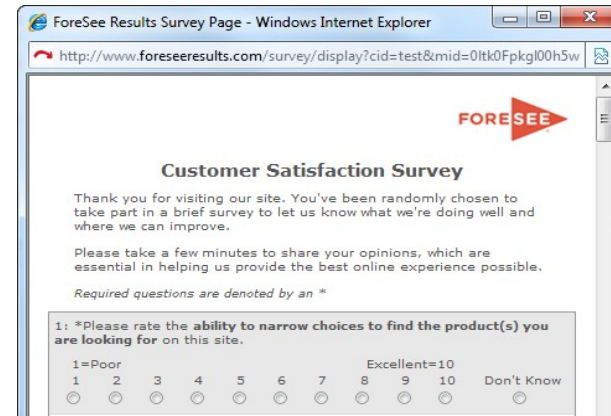 ForeSee Results Survey Page - Windows Internet Explorer
http://www.foreseeresults.com/survey/display?cid=test&mid=0Itk0Fpkgl00h5w
FORESEE
Customer Satisfaction Survey
Thank you for visiting our site. You've been randomly chosen to
take part in a brief survey to let us know what we're doing well and
where we can improve.
Please take a few minutes to share your opinions, which are
essential in helping us provide the best online experience possible.
Required questions are denoted by an *
1: *Please rate the ability to narrow choices to find the product(s) you
are looking for on this site.
1=Poor Excellent=10
1 2 3 4 5 6 7 8 9 10 Don't Know